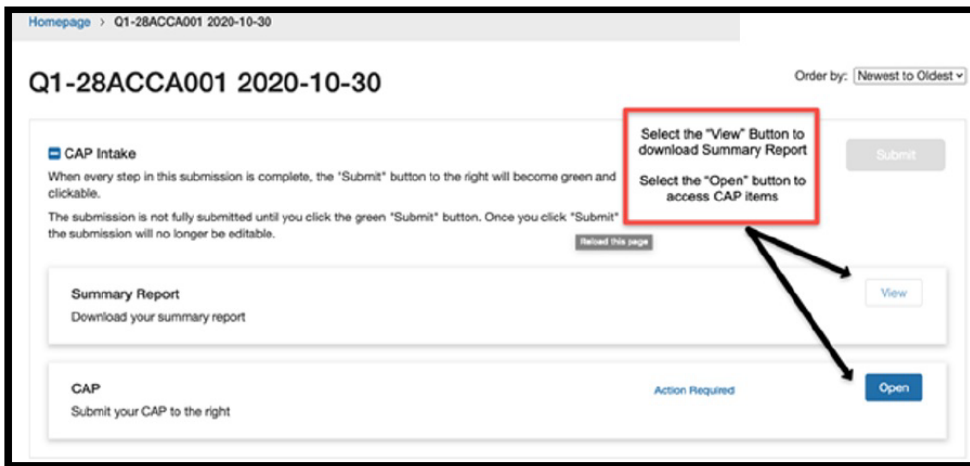 Homepage > Q1-28ACCA001 2020-10-30
Q1-28ACCA001 2020-10-30
Order by: Newest to Oldest
CAP Intake
When every step in this submission is complete, the "Submit" button to the right will become green and
clickable.
The submission is not fully submitted until you click the green "Submit" button. Once you click "Submit"
the submission will no longer be editable.
Select the "View" Button to
download Summary Report
Select the "Open" button to
access CAP items
Submit
Reload this page
Summary Report
Download your summary report
View
CAP
Submit your CAP to the right
Action Required
Open